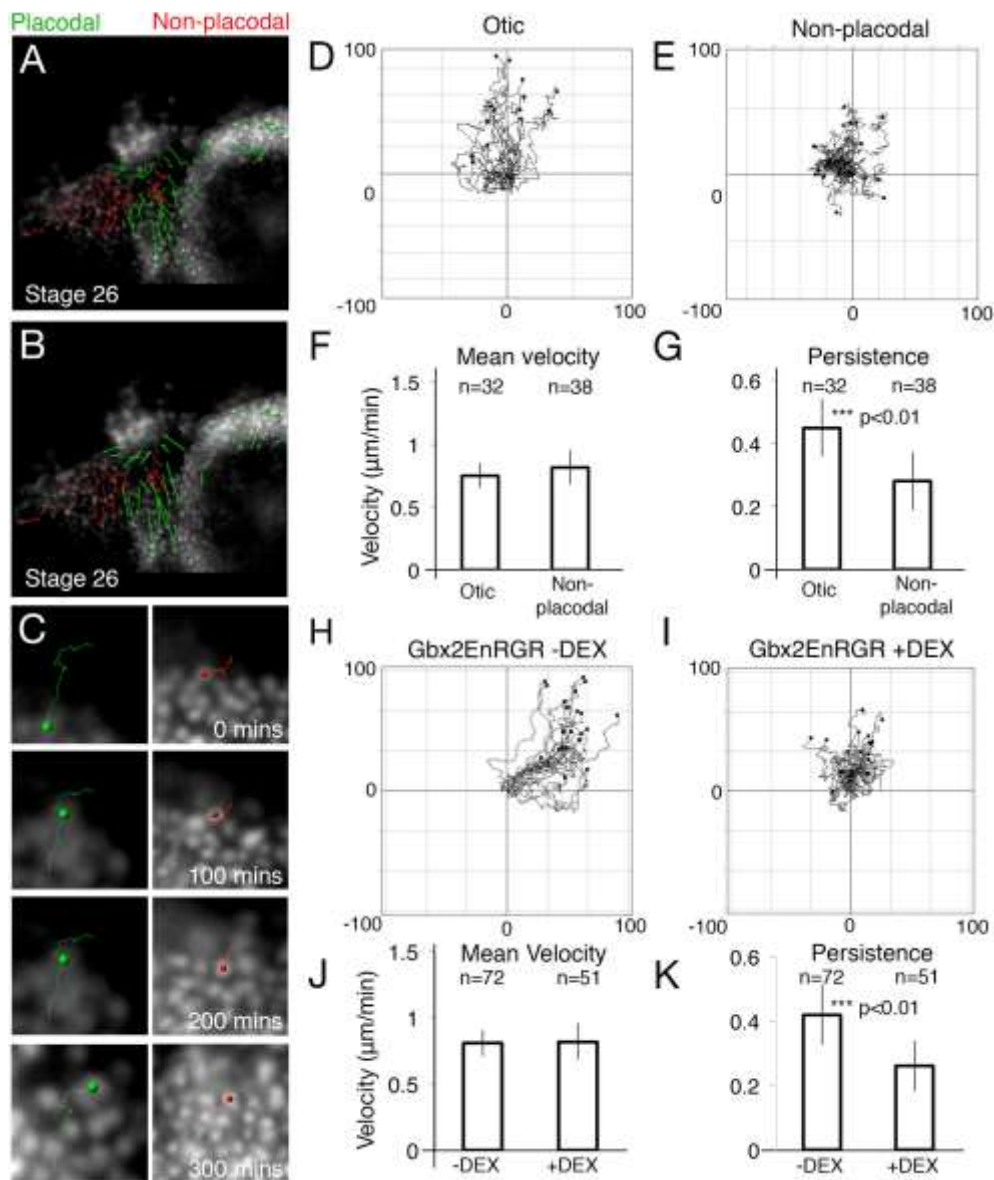 Placodal Non-placodal
A
Stage 26
B
Stage 26
C
0 mins
100 mins
200 mins
300 mins
D
Otic
100
0
-100
0
100
E
Non-placodal
100
0
-100
0
100
F
Mean velocity
n=32 n=38
Velocity (µm/min)
1.5
1
0.5
0
Otic
Non-
placodal
G
Persistence
n=32 n=38
*** p<0.01
0.6
0.4
0.2
0
Otic
Non-
placodal
H
Gbx2EnRGR -DEX
100
0
-100
0
100
I
Gbx2EnRGR +DEX
100
0
-100
0
100
J
Mean Velocity
n=72 n=51
Velocity (µm/min)
1.5
1
0.5
0
-DEX +DEX
K
Persistence
n=72 n=51
*** p<0.01
0.6
0.4
0.2
0
-DEX +DEX